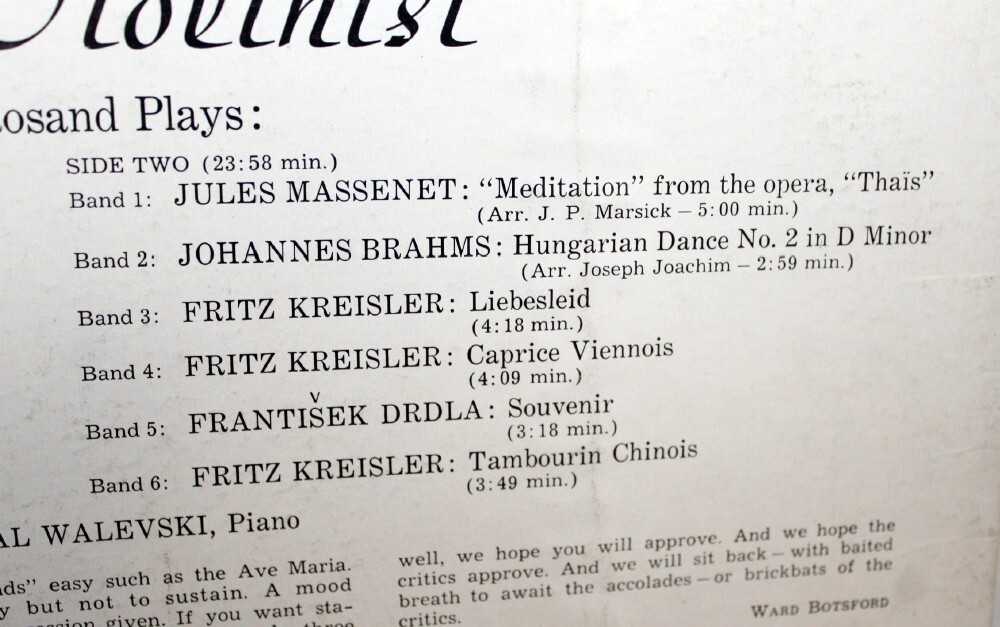 Plays:
SIDE TWO (23:58 min.)
Band 1: JULES MASSENET: “Meditation” from the opera, “Thaïs”
(Arr. J. P. Marsick – 5:00 min.)
Band 2: JOHANNES BRAHMS: Hungarian Dance No. 2 in D Minor
(Arr. Joseph Joachim – 2:59 min.)
Band 3: FRITZ KREISLER: Liebesleid
(4:18 min.)
Band 4: FRITZ KREISLER: Caprice Viennois
(4:09 min.)
Band 5: FRANTIŠEK DRDLA: Souvenir
(3:18 min.)
Band 6: FRITZ KREISLER: Tambourin Chinois
(3:49 min.)
WALEVSKI, Piano
easy such as the Ave Maria.
but not to sustain. A mood
given. If you want sta-
three
well, we hope you will approve. And we hope the
critics approve. And we will sit back – with baited
breath to await the accolades – or brickbats of the
critics.
WARD BOTSFORD